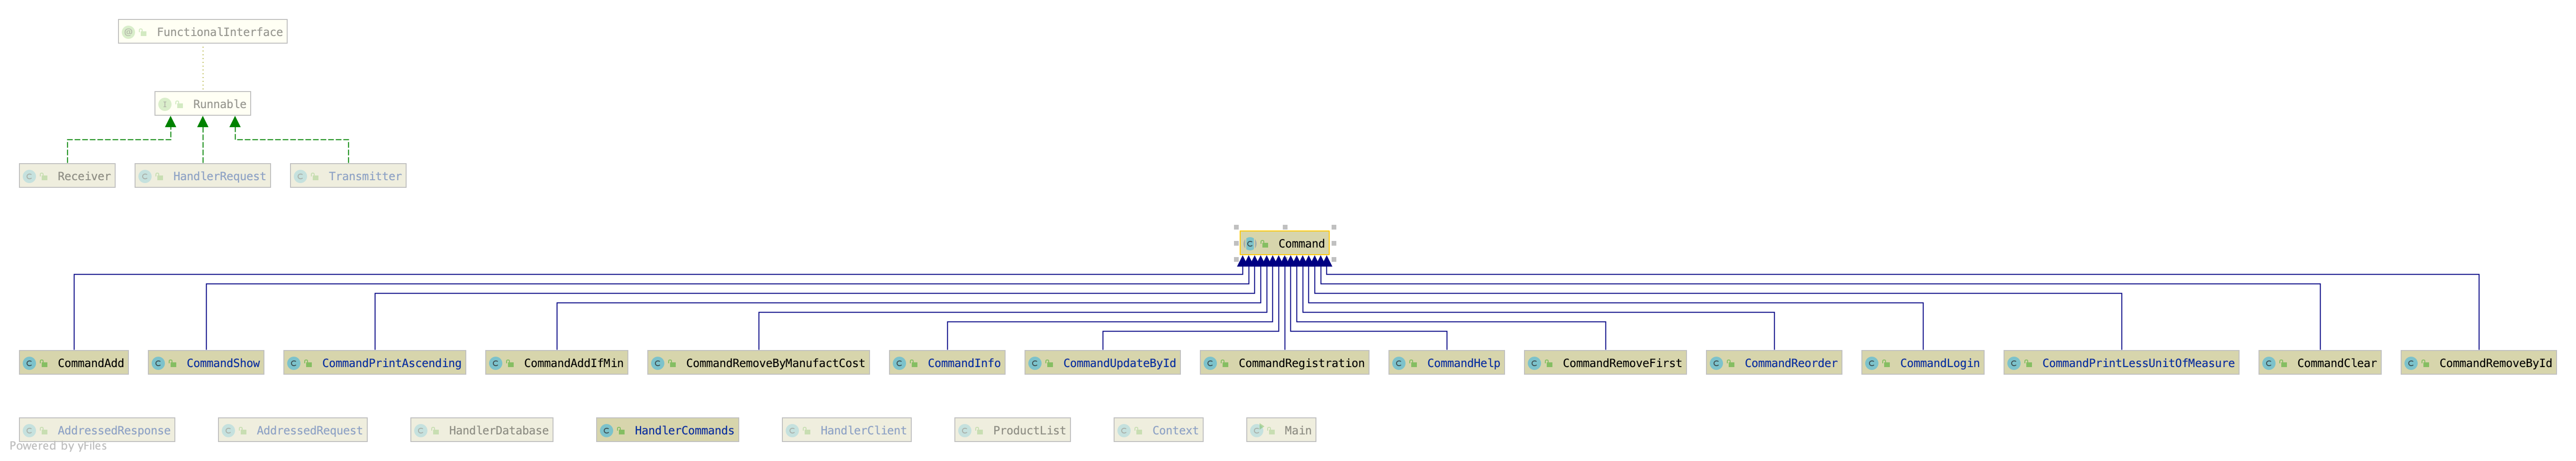 FunctionalInterface
Runnable
Receiver HandlerRequest Transmitter
Command
CommandAdd CommandShow CommandPrintAscending CommandAddIfMin CommandRemoveByManufactCost CommandInfo CommandUpdateById CommandRegistration CommandHelp CommandRemoveFirst CommandReorder CommandLogin CommandPrintLessUnitOfMeasure CommandClear CommandRemoveById
AddressedResponse AddressedRequest HandlerDatabase HandlerCommands HandlerClient ProductList Context Main
Powered by yFiles